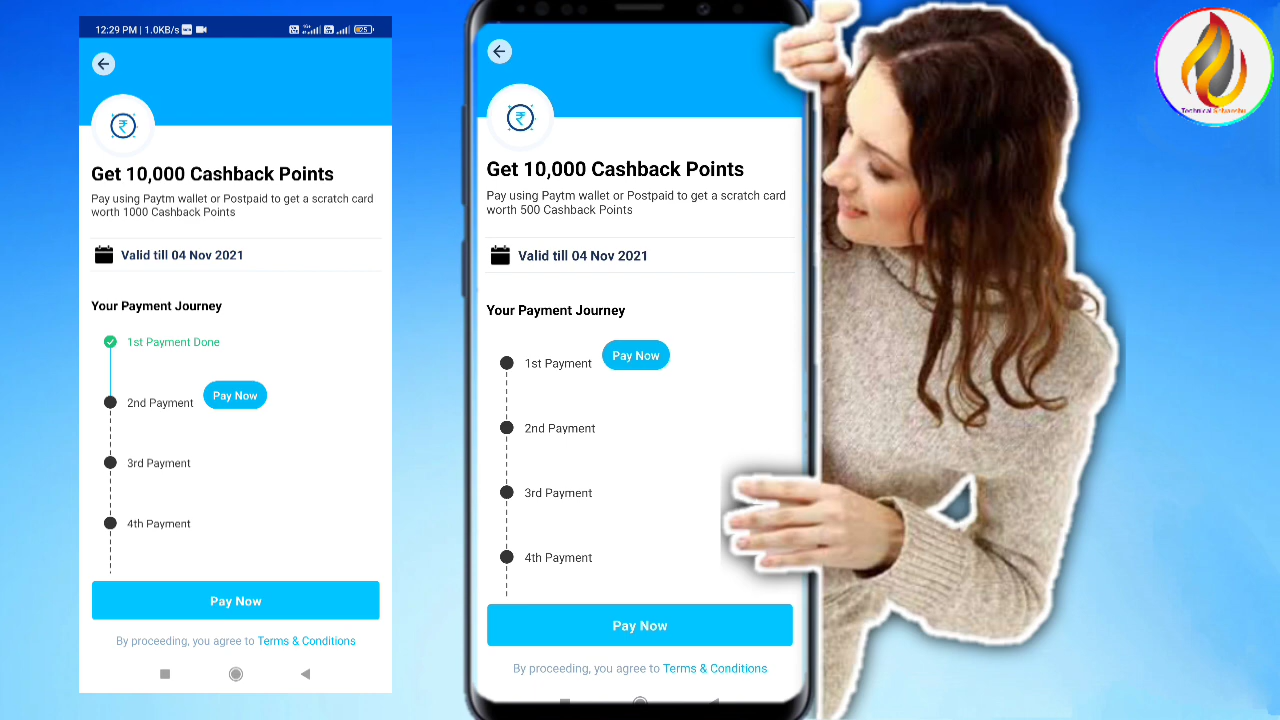 12:29 PM | 1.0KB/s
25
Get 10,000 Cashback Points
Pay using Paytm wallet or Postpaid to get a scratch card
worth 1000 Cashback Points
Valid till 04 Nov 2021
Your Payment Journey
1st Payment Done
2nd Payment Pay Now
3rd Payment
4th Payment
Pay Now
By proceeding, you agree to Terms & Conditions
Get 10,000 Cashback Points
Pay using Paytm wallet or Postpaid to get a scratch card
worth 500 Cashback Points
Valid till 04 Nov 2021
Your Payment Journey
1st Payment Pay Now
2nd Payment
3rd Payment
4th Payment
Pay Now
By proceeding, you agree to Terms & Conditions
Technical